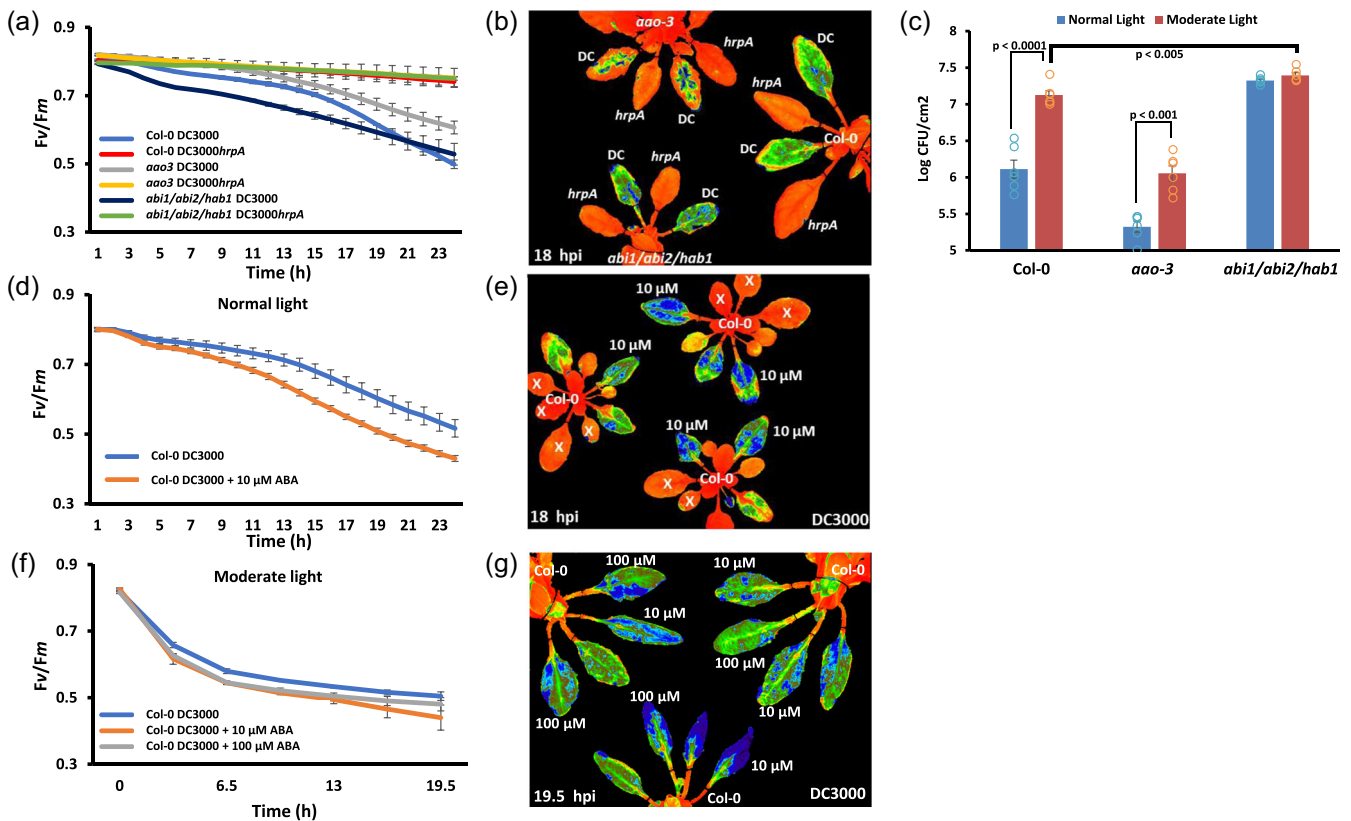 (a)
0.9
0.7
0.5
0.3
Fv/Fm
Col-0 DC3000
Col-0 DC3000hrpA
aao3 DC3000
aao3 DC3000hrpA
abi1/abi2/hab1 DC3000
abi1/abi2/hab1 DC3000hrpA
1 3 5 7 9 11 13 15 17 19 21 23
Time (h)
(b)
aao-3
DC
hrpA
DC
hrpA
hrpA
DC
hrpA
DC
Col-0
DC
hrpA
DC
hrpA
hrpA
18 hpi
abi1/abi2/hab1
(c)
Normal Light
Moderate Light
p < 0.0001
p < 0.005
p < 0.001
7.5
7
6.5
6
5.5
5
Log CFU/cm2
Col-0
aao-3
abi1/abi2/hab1
(d)
Normal light
0.9
0.7
0.5
0.3
Fv/Fm
Col-0 DC3000
Col-0 DC3000 + 10 µM ABA
1 3 5 7 9 11 13 15 17 19 21 23
Time (h)
(e)
10 µM
X
X
Col-0
10 µM
10 µM
X
Col-0
X
X
X
10 µM
10 µM
Col-0
X
X
18 hpi
DC3000
(f)
Moderate light
0.9
0.7
0.5
0.3
Fv/Fm
Col-0 DC3000
Col-0 DC3000 + 10 µM ABA
Col-0 DC3000 + 100 µM ABA
0 6.5 13 19.5
Time (h)
(g)
Col-0
100 µM
10 µM
100 µM
10 µM
Col-0
100 µM
10 µM
100 µM
10 µM
Col-0
19.5 hpi
DC3000